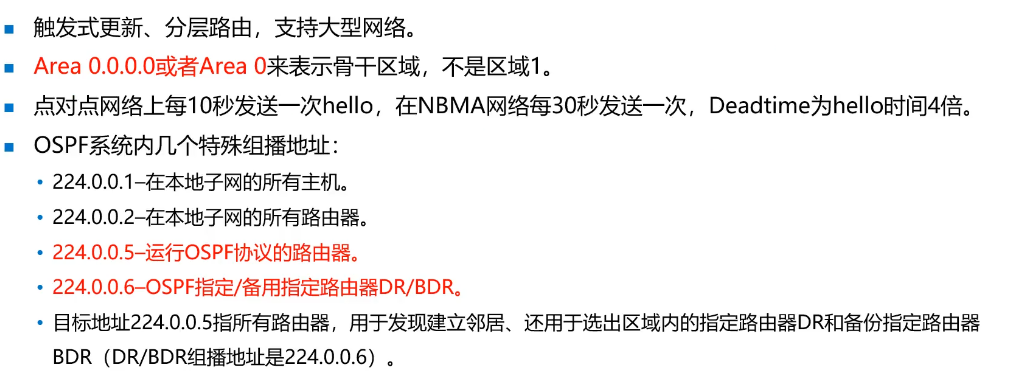 ■ 触发式更新、分层路由，支持大型网络。
■ Area 0.0.0.0或者Area 0来表示骨干区域，不是区域1。
■ 点对点网络上每10秒发送一次hello，在NBMA网络每30秒发送一次，Deadtime为hello时间4倍。
■ OSPF系统内几个特殊组播地址：
• 224.0.0.1–在本地子网的所有主机。
• 224.0.0.2–在本地子网的所有路由器。
• 224.0.0.5–运行OSPF协议的路由器。
• 224.0.0.6–OSPF指定/备用指定路由器DR/BDR。
• 目标地址224.0.0.5指所有路由器，用于发现建立邻居、还用于选出区域内的指定路由器DR和备份指定路由器
BDR（DR/BDR组播地址是224.0.0.6）。